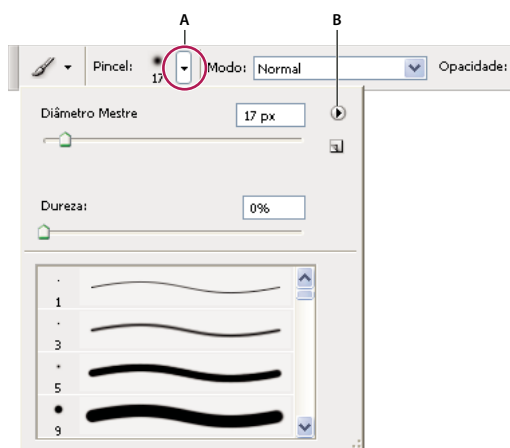 A B
Pincel: 17 Modo: Normal Opacidade:
Diâmetro Mestre 17 px
Dureza: 0%
1
3
5
9